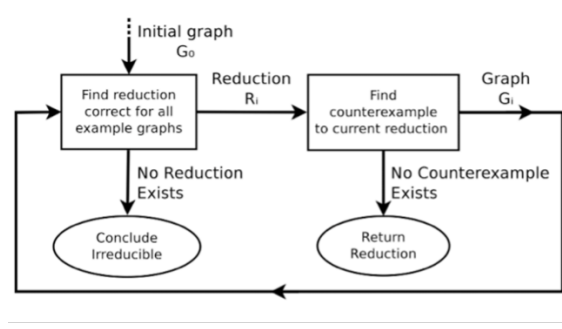 Initial graph
G₀
Find reduction
correct for all
example graphs
Reduction
Rᵢ
Find
counterexample
to current reduction
Graph
Gᵢ
No Reduction
Exists
No Counterexample
Exists
Conclude
Irreducible
Return
Reduction